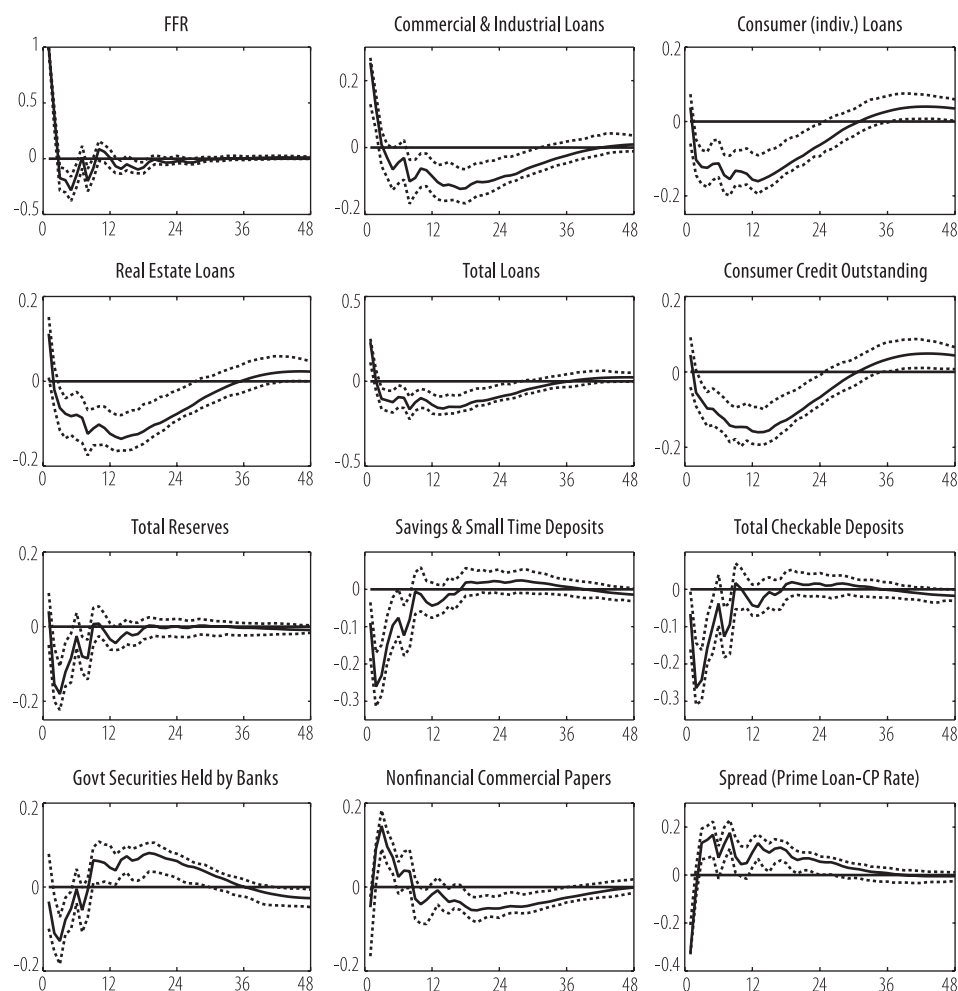 FFR
Commercial & Industrial Loans
Consumer (indiv.) Loans
1
0.5
0
-0.5
0 12 24 36 48
0.2
0
-0.2
0 12 24 36 48
0.2
0
-0.2
0 12 24 36 48
Real Estate Loans
Total Loans
Consumer Credit Outstanding
0.2
0
-0.2
0 12 24 36 48
0.5
0
-0.5
0 12 24 36 48
0.2
0
-0.2
0 12 24 36 48
Total Reserves
Savings & Small Time Deposits
Total Checkable Deposits
0.2
0
-0.2
0 12 24 36 48
0
-0.1
-0.2
-0.3
0 12 24 36 48
0
-0.1
-0.2
-0.3
0 12 24 36 48
Govt Securities Held by Banks
Nonfinancial Commercial Papers
Spread (Prime Loan-CP Rate)
0.2
0
-0.2
0 12 24 36 48
0.2
0
-0.2
0 12 24 36 48
0.2
0
-0.2
-0.4
0 12 24 36 48